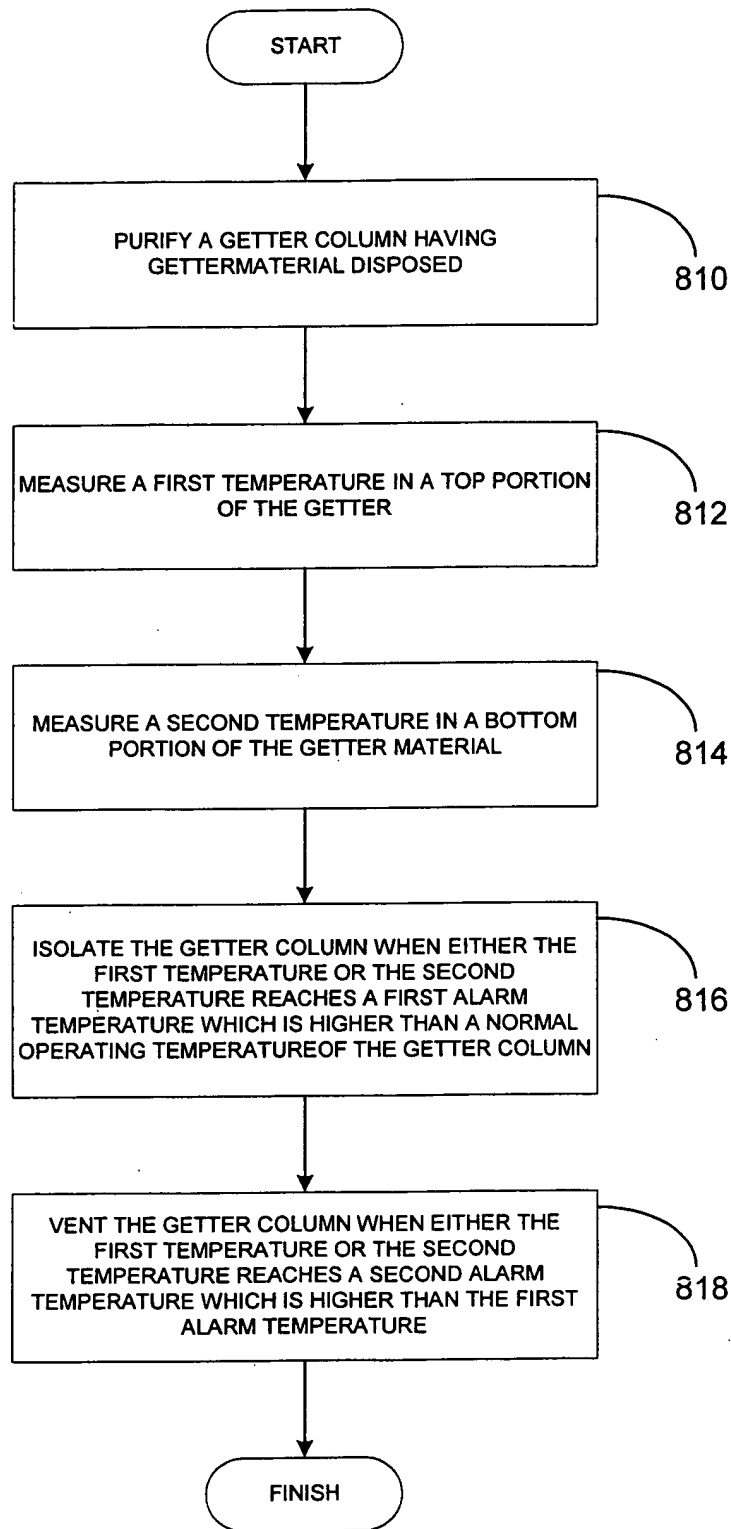 START
PURIFY A GETTER COLUMN HAVING
GETTERMATERIAL DISPOSED
810
MEASURE A FIRST TEMPERATURE IN A TOP PORTION
OF THE GETTER
812
MEASURE A SECOND TEMPERATURE IN A BOTTOM
PORTION OF THE GETTER MATERIAL
814
ISOLATE THE GETTER COLUMN WHEN EITHER THE
FIRST TEMPERATURE OR THE SECOND
TEMPERATURE REACHES A FIRST ALARM
TEMPERATURE WHICH IS HIGHER THAN A NORMAL
OPERATING TEMPERATUREOF THE GETTER COLUMN
816
VENT THE GETTER COLUMN WHEN EITHER THE
FIRST TEMPERATURE OR THE SECOND
TEMPERATURE REACHES A SECOND ALARM
TEMPERATURE WHICH IS HIGHER THAN THE FIRST
ALARM TEMPERATURE
818
FINISH